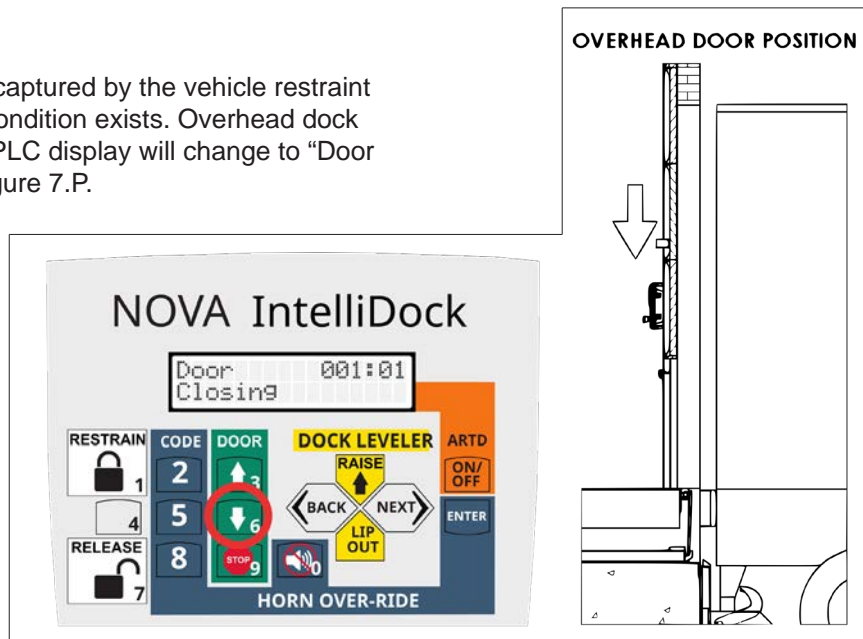 OVERHEAD DOOR POSITION
captured by the vehicle restraint
ondition exists. Overhead dock
PLC display will change to “Door
gure 7.P.
NOVA IntelliDock
Door 001:01
Closing
RESTRAIN CODE DOOR DOCK LEVELER ARTD
1 2 3 RAISE ON/
OFF
4 5 6 BACK NEXT ENTER
LIP
OUT
RELEASE
7 8 STOP 9 0
HORN OVER-RIDE